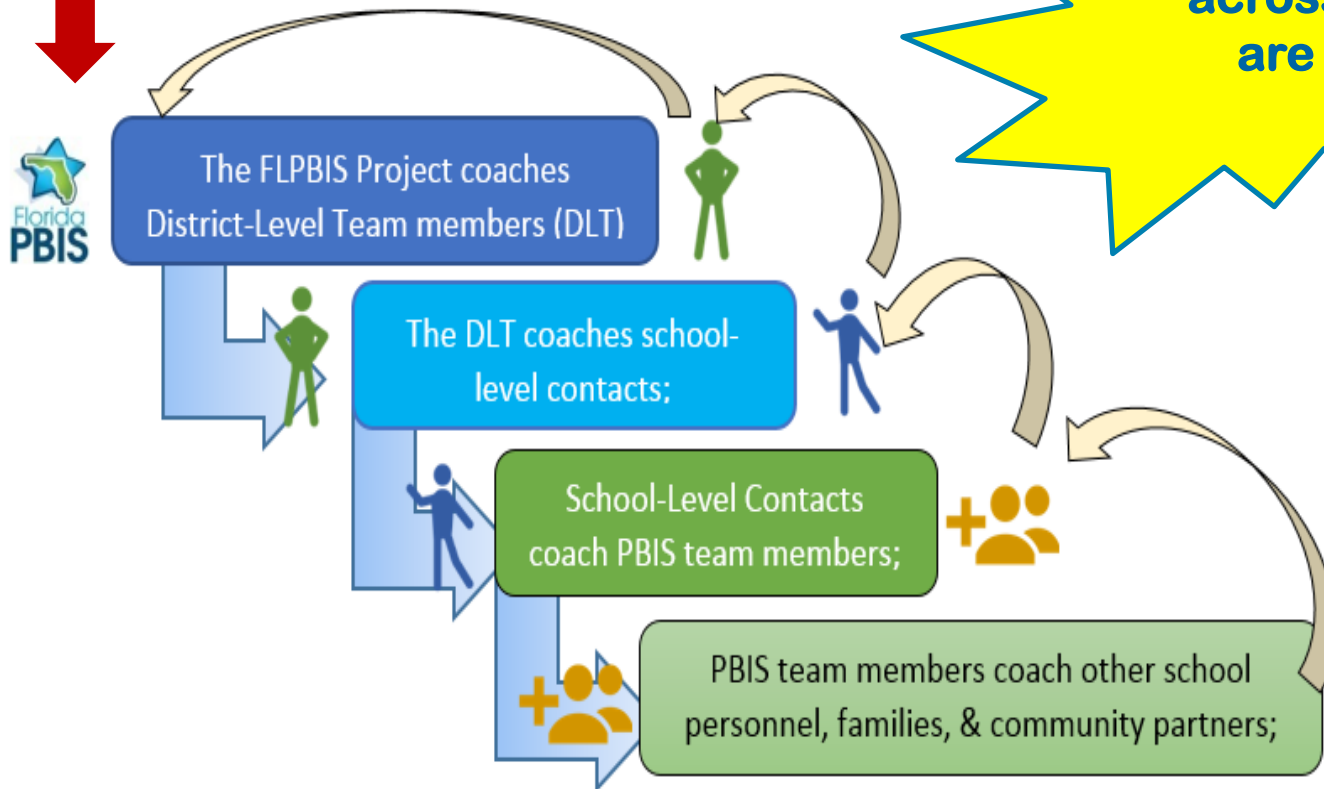 across
are
Florida
PBIS
The FLPBIS Project coaches
District-Level Team members (DLT)
The DLT coaches school-
level contacts;
School-Level Contacts
coach PBIS team members;
PBIS team members coach other school
personnel, families, & community partners;